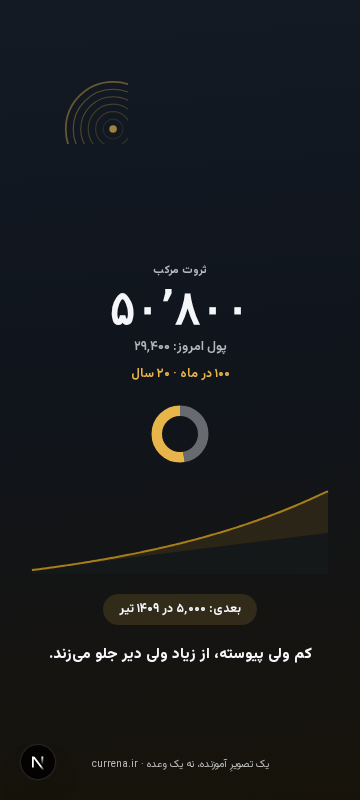 ثروت مرکب
۵۰٬۸۰۰
پول امروز: ۲۹٬۴۰۰
۱۰۰ در ماه · ۲۰ سال
بعدی: ۵٬۰۰۰ در ۱۴۰۹ تیر
کم ولی پیوسته، از زیاد ولی دیر جلو می‌زند.
یک تصویرِ آموزنده، نه یک وعده · currena.ir
N